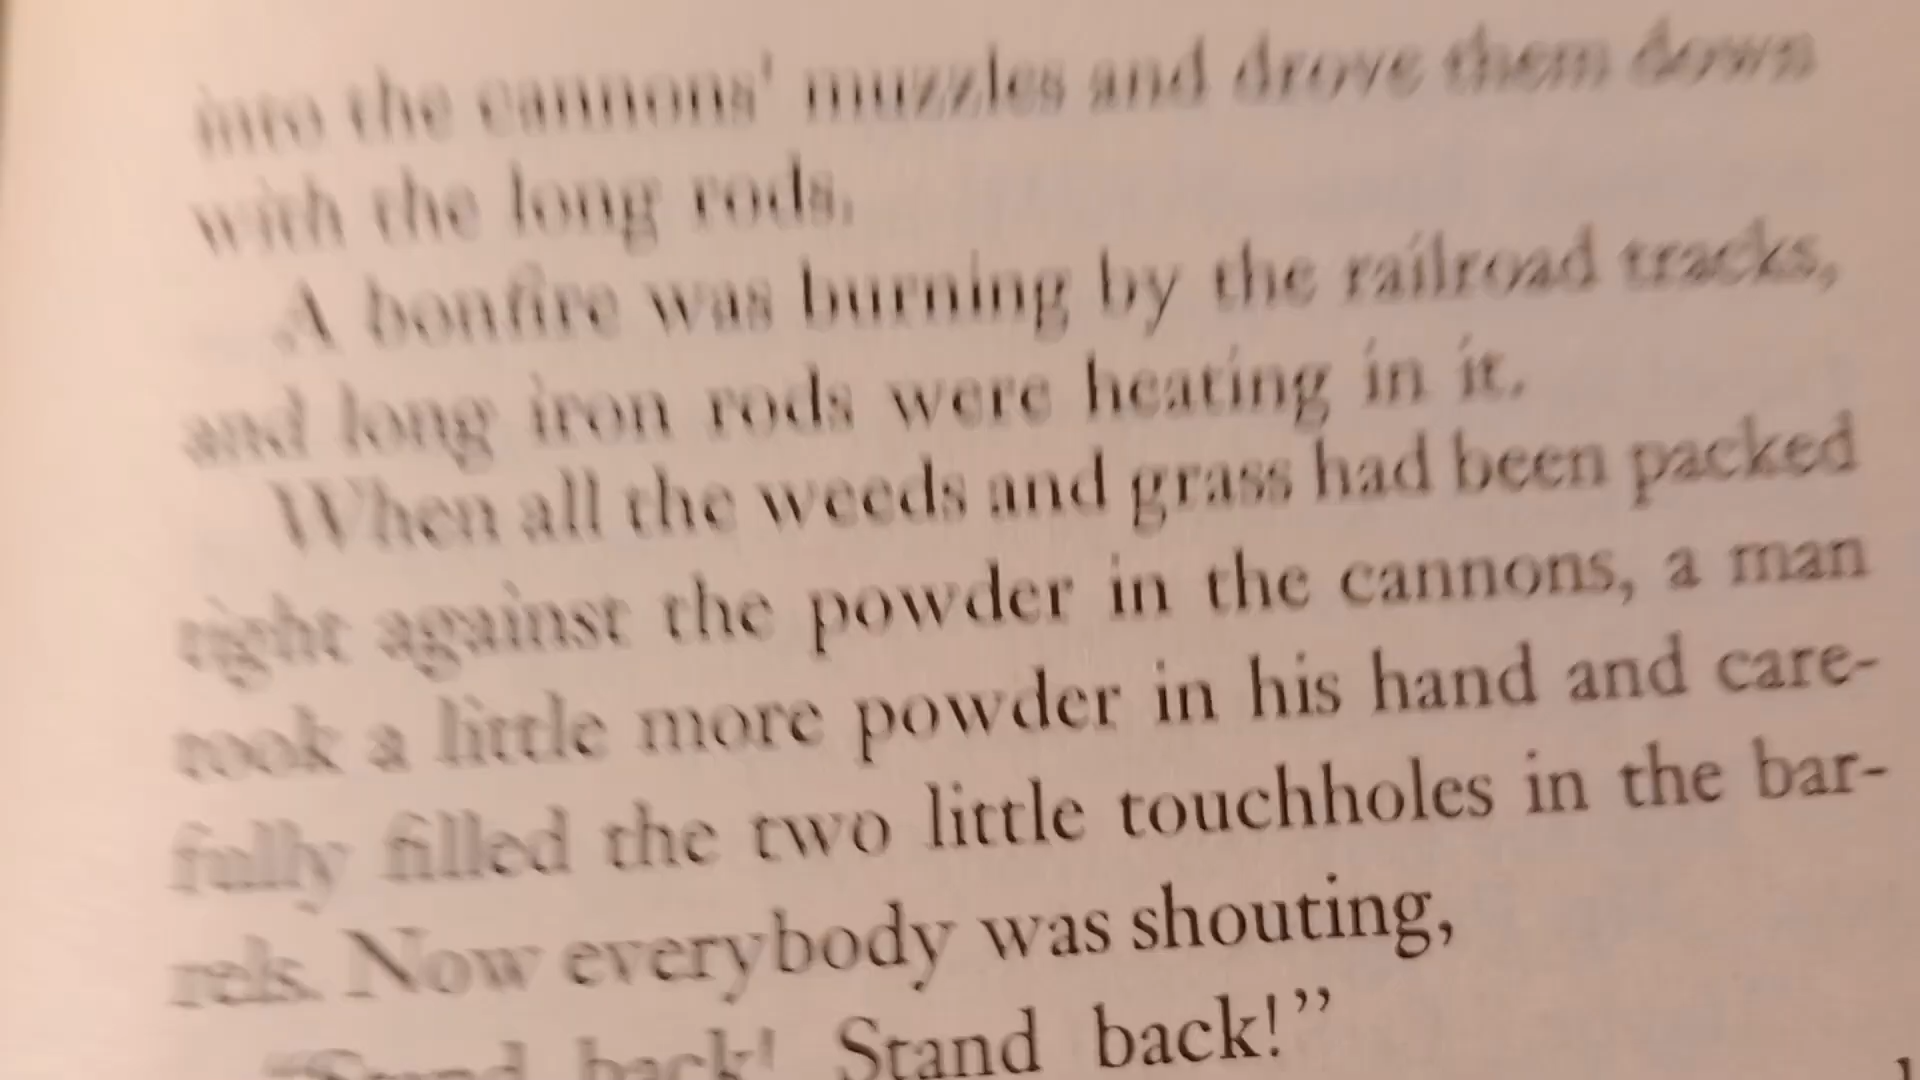 into the cannons' muzzles and drove them down
with the long rods.
A bonfire was burning by the railroad tracks,
and long iron rods were heating in it.
When all the weeds and grass had been packed
right against the powder in the cannons, a man
took a little more powder in his hand and care-
fully filled the two little touchholes in the bar-
rels. Now everybody was shouting,
“Stand back! Stand back!”